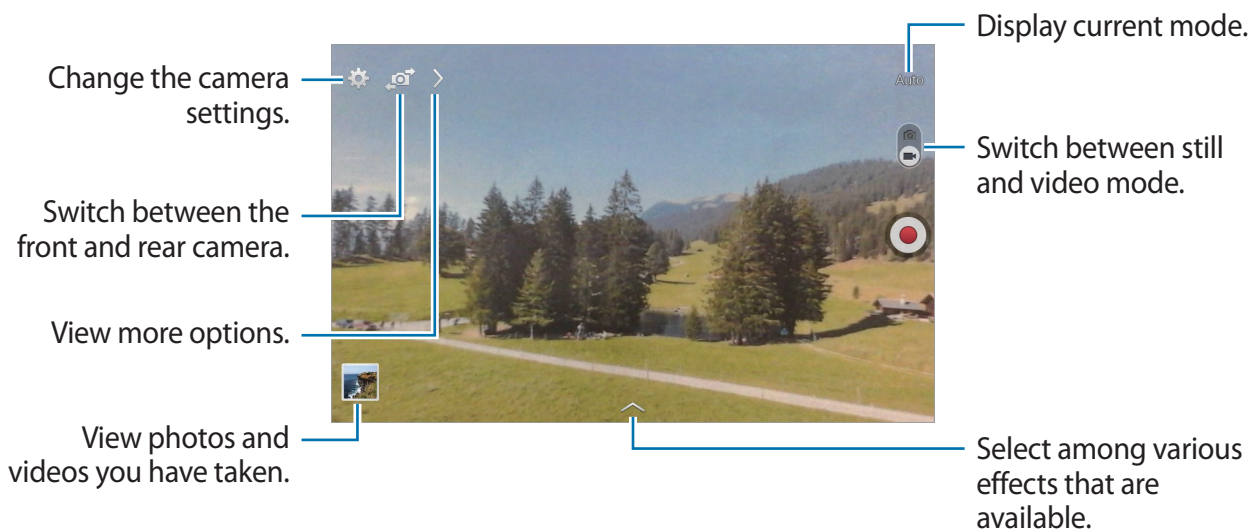 Display current mode.
Change the camera
settings.
Auto
Switch between still
and video mode.
Switch between the
front and rear camera.
View more options.
View photos and
videos you have taken.
Select among various
effects that are
available.